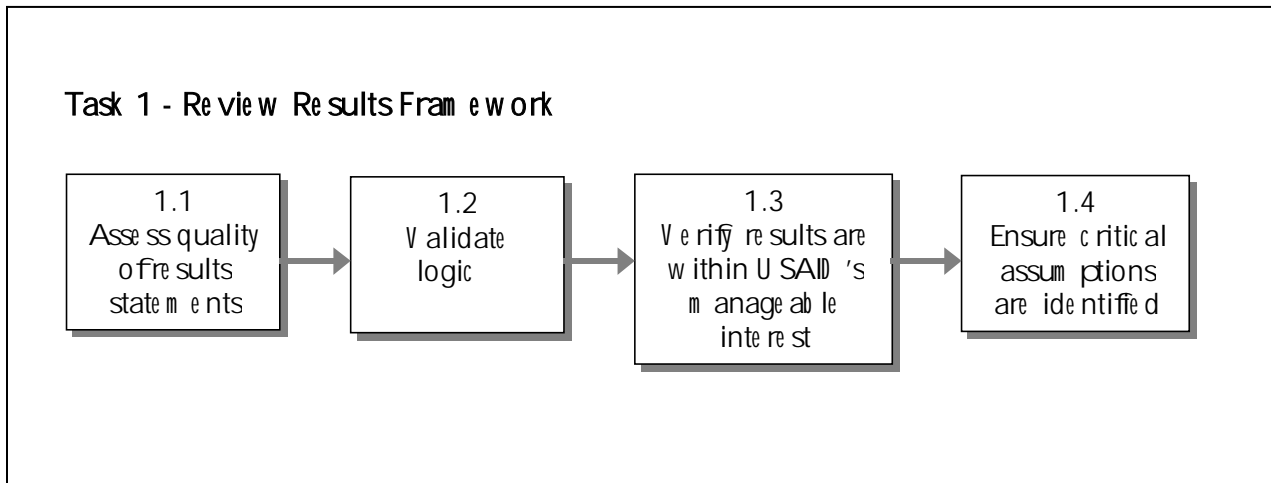 Task 1 - Review Results Framework
1.1
Assess quality
of results
statements
1.2
Validate
logic
1.3
Verify results are
within USAID's
manageable
interest
1.4
Ensure critical
assumptions
are identified